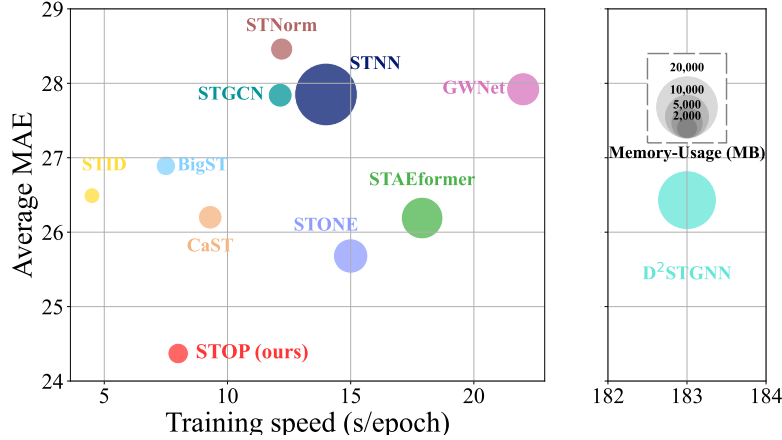 29
28
27
26
25
24
Average MAE
STNorm
STNN
STGCN
GWNet
STID
BigST
STAEformer
CaST
STONE
STOP (ours)
5
10
15
20
Training speed (s/epoch)
20,000
10,000
5,000
2,000
Memory-Usage (MB)
D²STGNN
182
183
184